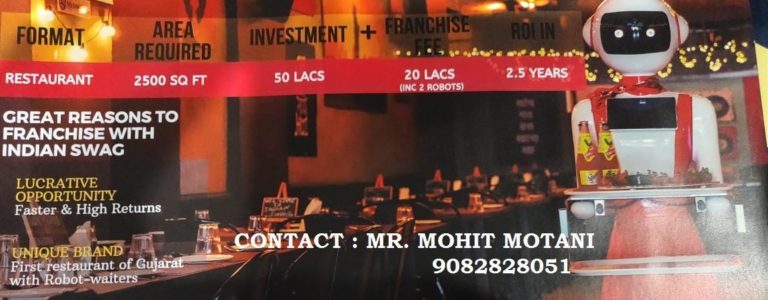 FORMAT
AREA REQUIRED
INVESTMENT
+
FRANCHISE FEE
ROI IN
RESTAURANT
2500 SQ FT
50 LACS
20 LACS
(INC 2 ROBOTS)
2.5 YEARS
GREAT REASONS TO
FRANCHISE WITH
INDIAN SWAG
LUCRATIVE
OPPORTUNITY
Faster & High Returns
UNIQUE BRAND
First restaurant of Gujarat
with Robot-waiters
CONTACT : MR. MOHIT MOTANI
9082828051